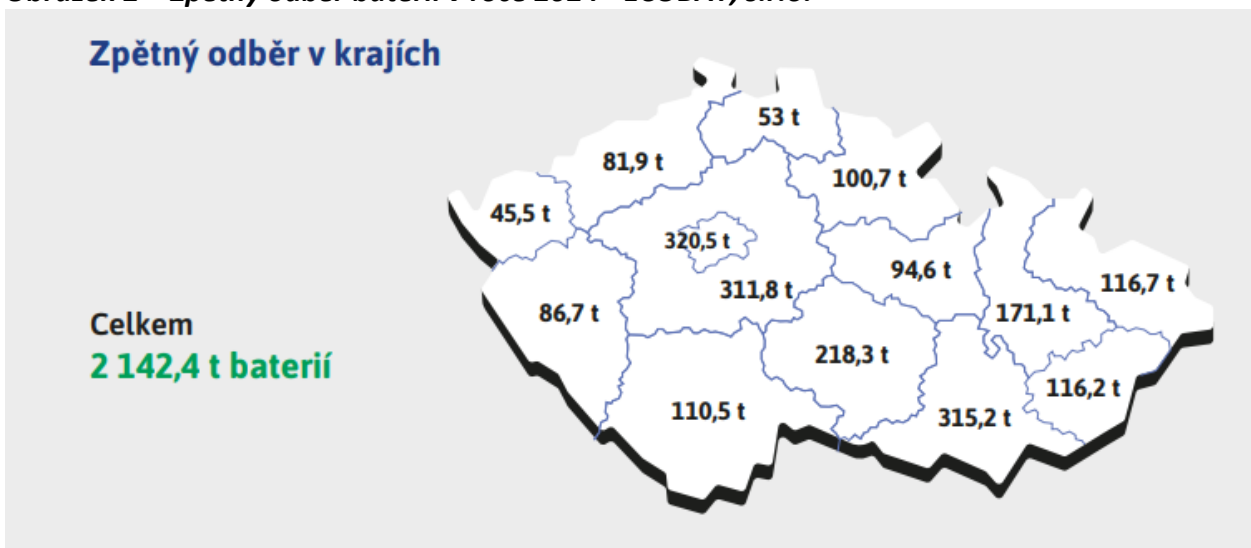 Zpětný odběr v krajích
53 t
81,9 t
100,7 t
45,5 t
320,5 t
94,6 t
116,7 t
311,8 t
86,7 t
171,1 t
Celkem
218,3 t
2 142,4 t baterií
116,2 t
110,5 t
315,2 t